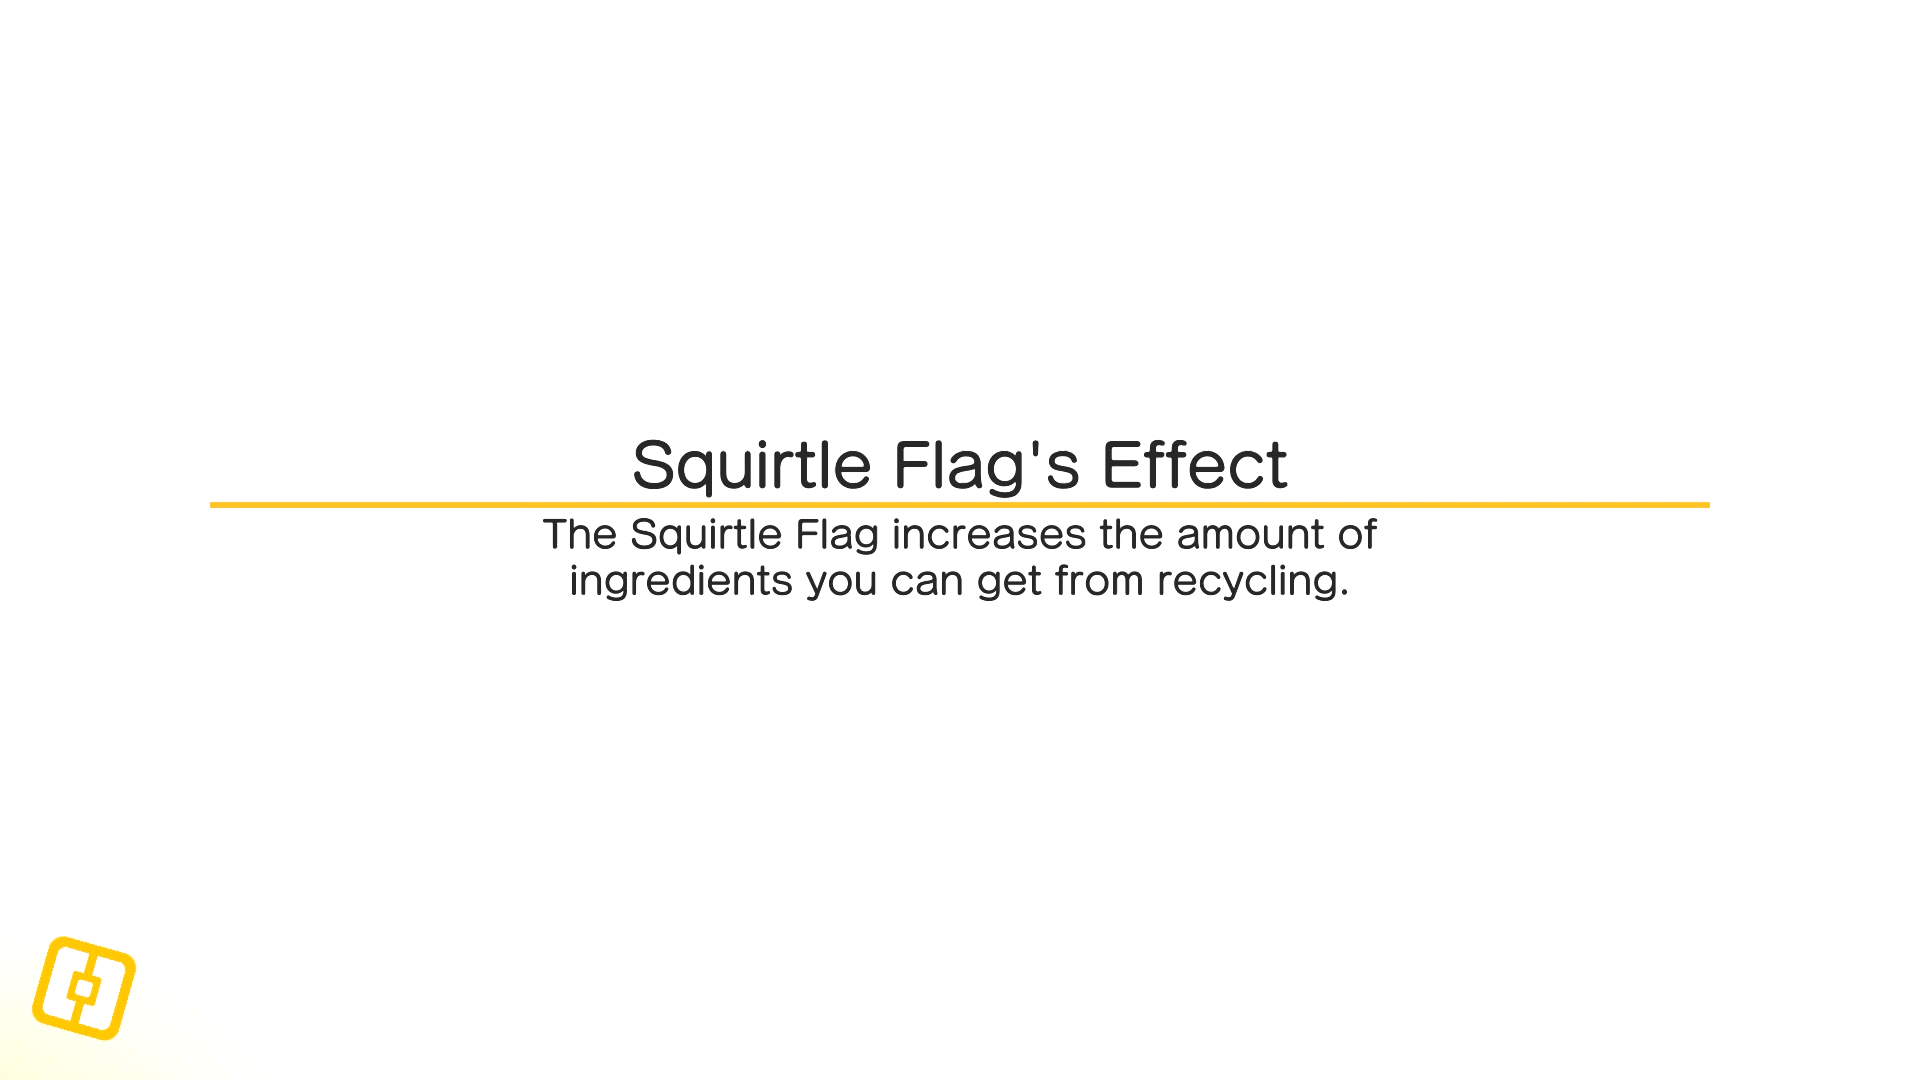 Squirtle Flag's Effect
The Squirtle Flag increases the amount of
ingredients you can get from recycling.